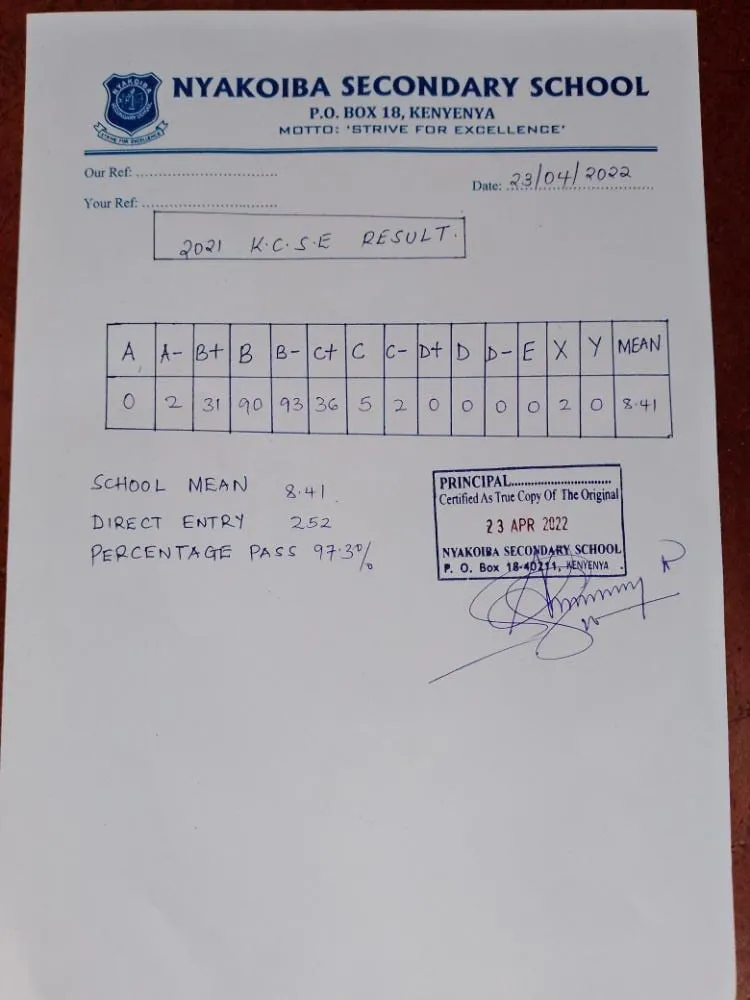 NYAKOIBA SECONDARY SCHOOL
P.O. BOX 18, KENYENYA
MOTTO: 'STRIVE FOR EXCELLENCE'
Our Ref: ..............................
Date: 23/04/2022
Your Ref: ............................
2021 K.C.S.E RESULT.
A A- B+ B B- C+ C C- D+ D D- E X Y MEAN
0 2 31 90 93 36 5 2 0 0 0 0 2 0 8.41
SCHOOL MEAN 8.41.
DIRECT ENTRY 252
PERCENTAGE PASS 97.3%
PRINCIPAL..............................
Certified As True Copy Of The Original
23 APR 2022
NYAKOIBA SECONDARY SCHOOL
P. O. Box 18-40211, KENYENYA.